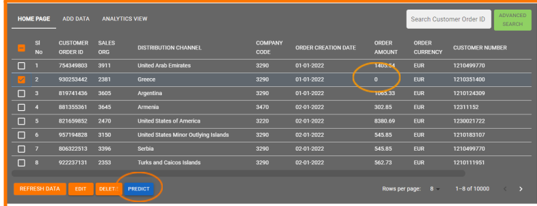 HOME PAGE ADD DATA ANALYTICS VIEW Search Customer Order ID ADVANCED SEARCH
Sl No CUSTOMER ORDER ID SALES ORG DISTRIBUTION CHANNEL COMPANY CODE ORDER CREATION DATE ORDER AMOUNT ORDER CURRENCY CUSTOMER NUMBER
1 754349803 3911 United Arab Emirates 3290 01-01-2022 1405.54 EUR 1210499770
2 930253442 2381 Greece 3290 01-01-2022 0 EUR 1210351400
3 819741436 3605 Argentina 3290 01-01-2022 1065.33 EUR 1210124309
4 881355361 3645 Armenia 3470 02-01-2022 302.85 EUR 12311152
5 821659852 2470 United States of America 3220 02-01-2022 8380.69 EUR 1230021722
6 957194828 3150 United States Minor Outlying Islands 3290 02-01-2022 545.85 EUR 1210183107
7 806322513 3396 Serbia 3290 02-01-2022 545.85 EUR 1210499770
8 922237131 2353 Turks and Caicos Islands 3290 02-01-2022 562.73 EUR 1210111951
REFRESH DATA EDIT DELETE PREDICT Rows per page: 8 1–8 of 10000